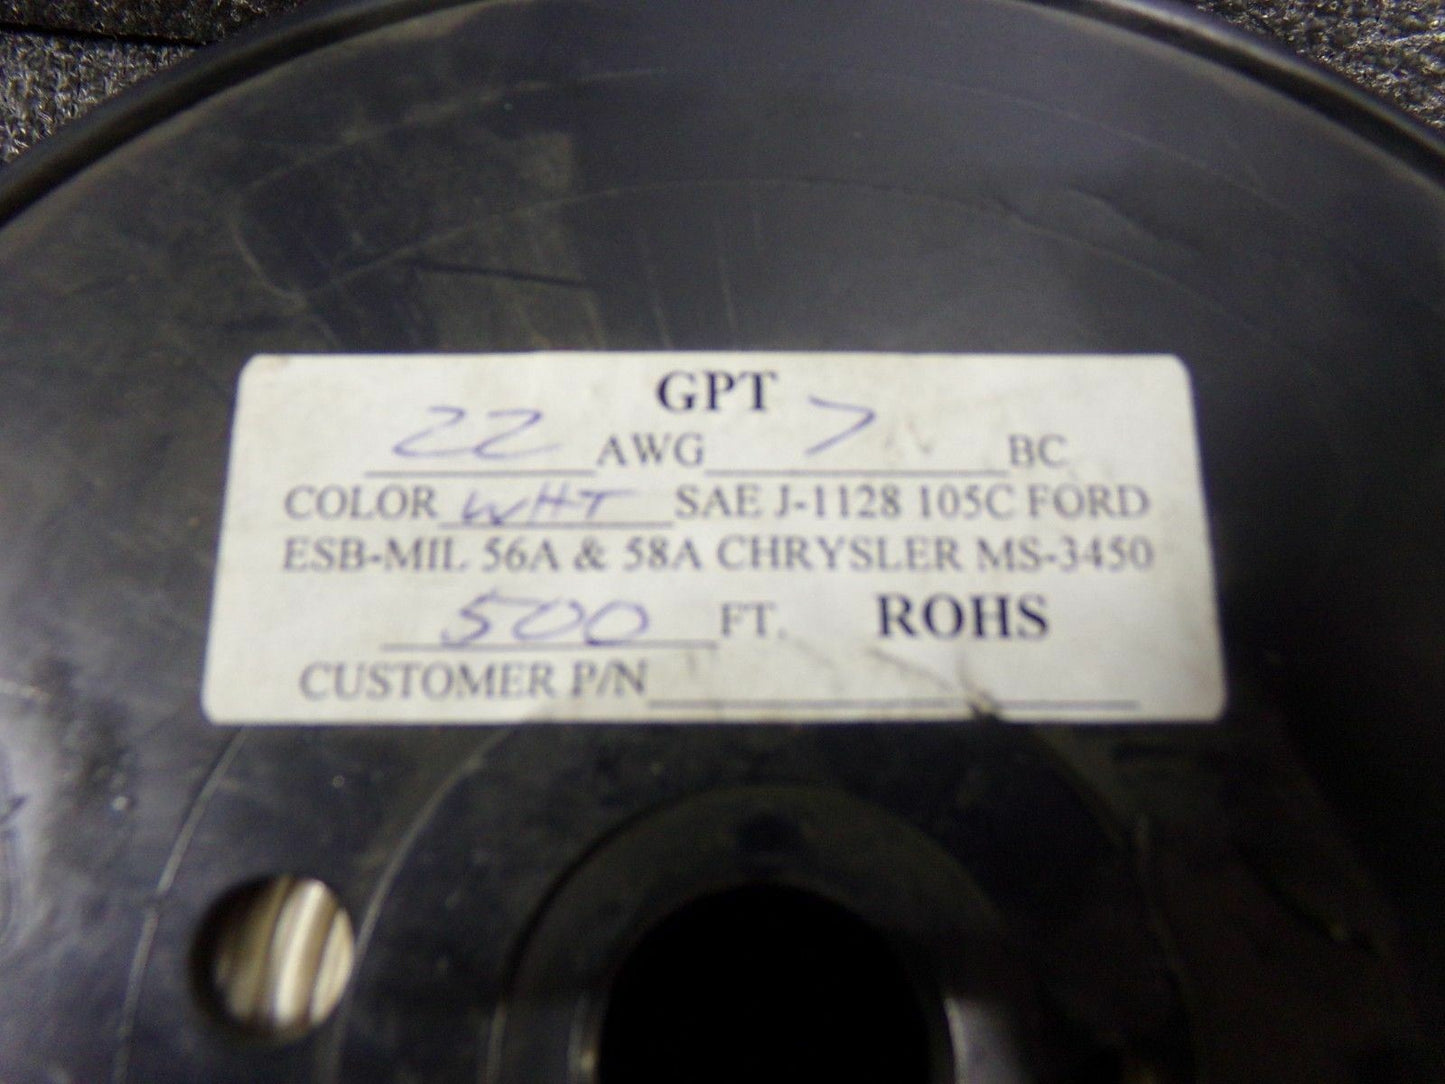 GPT
22 AWG 7 BC
COLOR WHT SAE J-1128 105C FORD
ESB-MIL 56A & 58A CHRYSLER MS-3450
500 FT. ROHS
CUSTOMER P/N